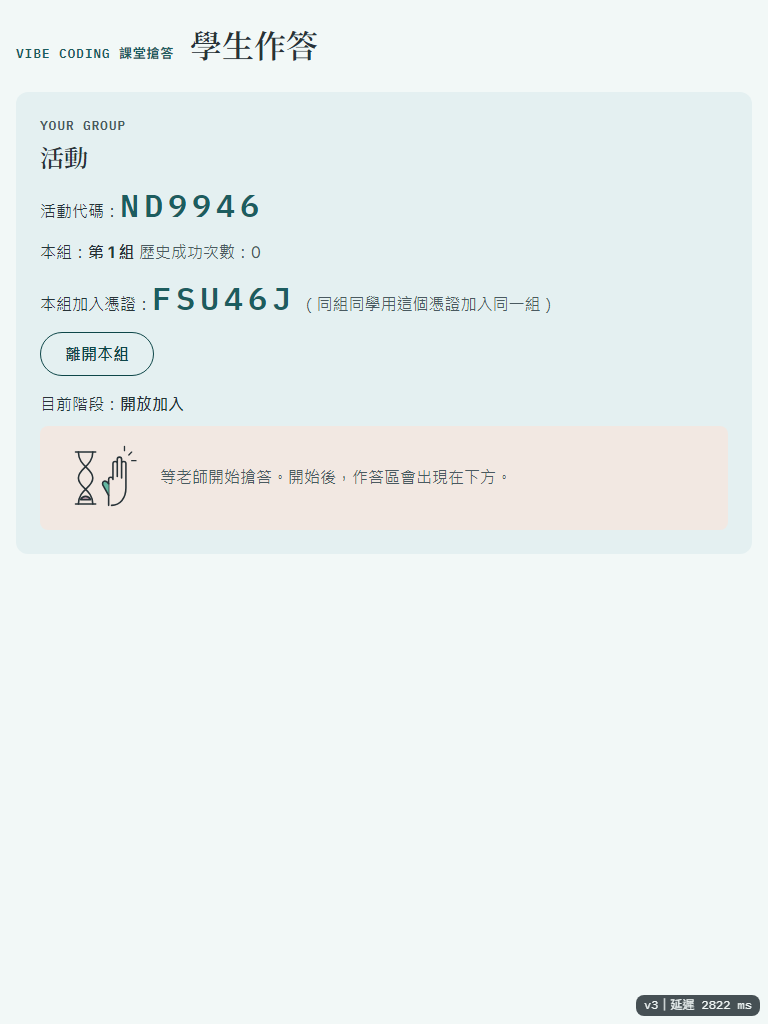 VIBE CODING 課堂搶答 學生作答
YOUR GROUP
活動
活動代碼：ND9946
本組：第 1 組 歷史成功次數：0
本組加入憑證：FSU46J （同組同學用這個憑證加入同一組）
離開本組
目前階段：開放加入
等老師開始搶答。開始後，作答區會出現在下方。
v3｜延遲 2822 ms